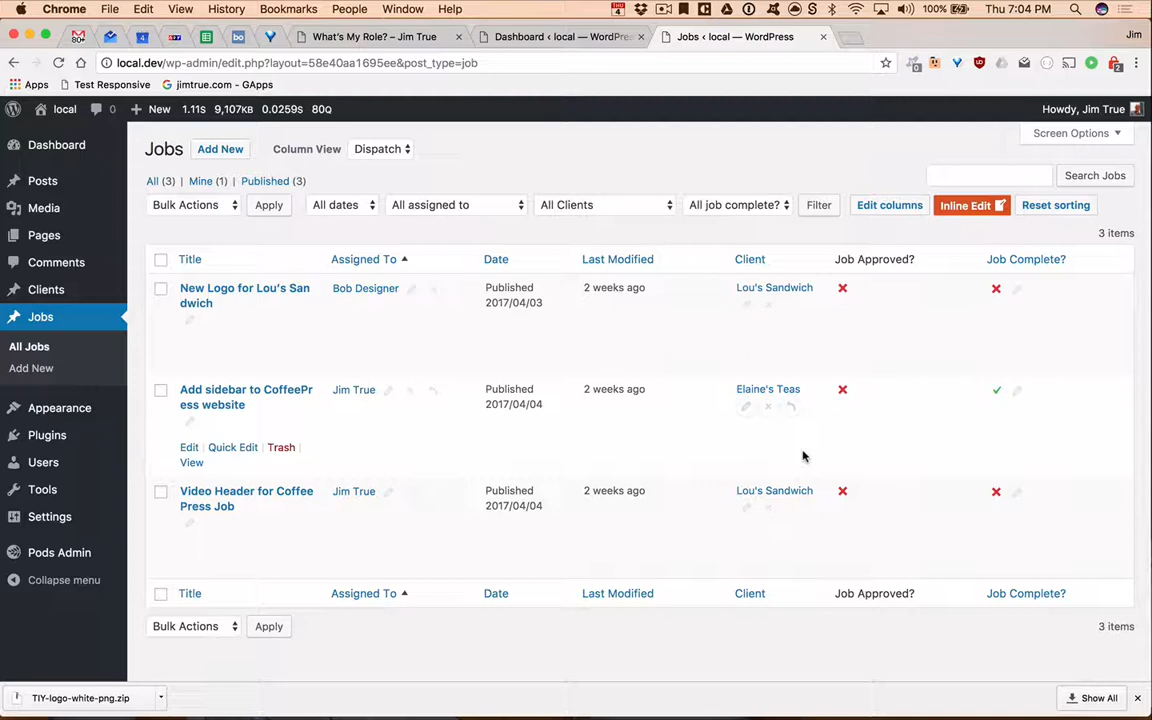 Chrome File Edit View History Bookmarks People Window Help 100% Thu 7:04 PM
What's My Role? – Jim True Dashboard ‹ local — WordPress Jobs ‹ local — WordPress Jim
local.dev/wp-admin/edit.php?layout=58e40aa1695ee&post_type=job
Apps Test Responsive jimtrue.com - GApps
local 0 New 1.11S 9,107KB 0.0259S 80Q Howdy, Jim True
Screen Options
Dashboard
Posts
Media
Pages
Comments
Clients
Jobs
All Jobs
Add New
Appearance
Plugins
Users
Tools
Settings
Pods Admin
Collapse menu
Jobs Add New Column View Dispatch
All (3) | Mine (1) | Published (3) Search Jobs
Bulk Actions Apply All dates All assigned to All Clients All job complete? Filter Edit columns Inline Edit Reset sorting
3 items
Title Assigned To Date Last Modified Client Job Approved? Job Complete?
New Logo for Lou's San Bob Designer Published 2 weeks ago Lou's Sandwich
dwich 2017/04/03
Add sidebar to CoffeePr Jim True Published 2 weeks ago Elaine's Teas
ess website 2017/04/04
Edit | Quick Edit | Trash |
View
Video Header for Coffee Jim True Published 2 weeks ago Lou's Sandwich
Press Job 2017/04/04
Title Assigned To Date Last Modified Client Job Approved? Job Complete?
Bulk Actions Apply 3 items
TIY-logo-white-png.zip Show All